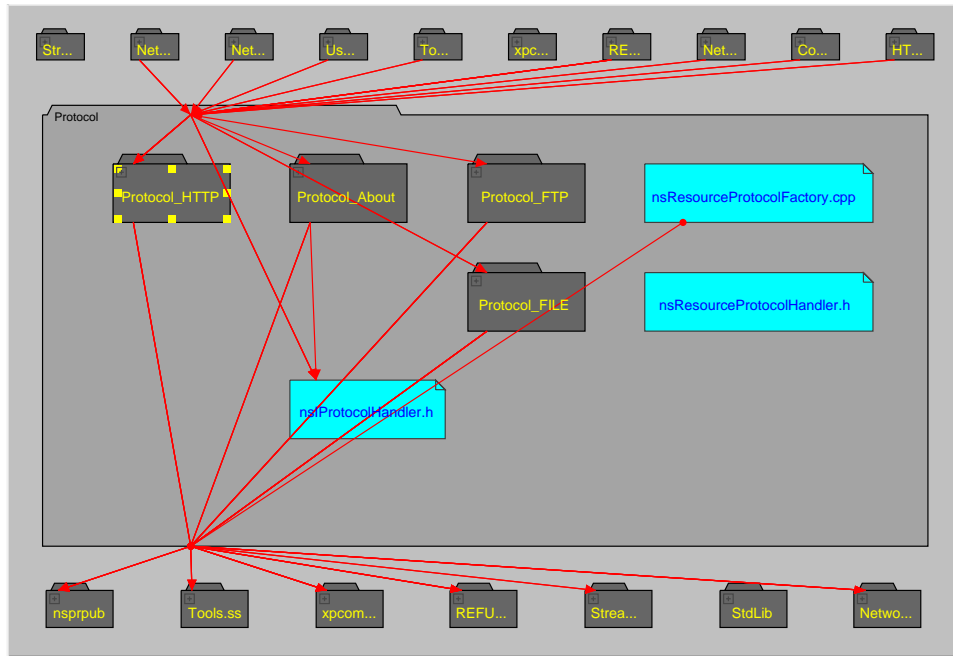 Str...
Net...
Net...
Us...
To...
xpc...
RE...
Net...
Co...
HT...
Protocol
Protocol_HTTP
Protocol_About
Protocol_FTP
nsResourceProtocolFactory.cpp
Protocol_FILE
nsResourceProtocolHandler.h
nsIProtocolHandler.h
nsprpub
Tools.ss
xpcom...
REFU...
Strea...
StdLib
Netwo...